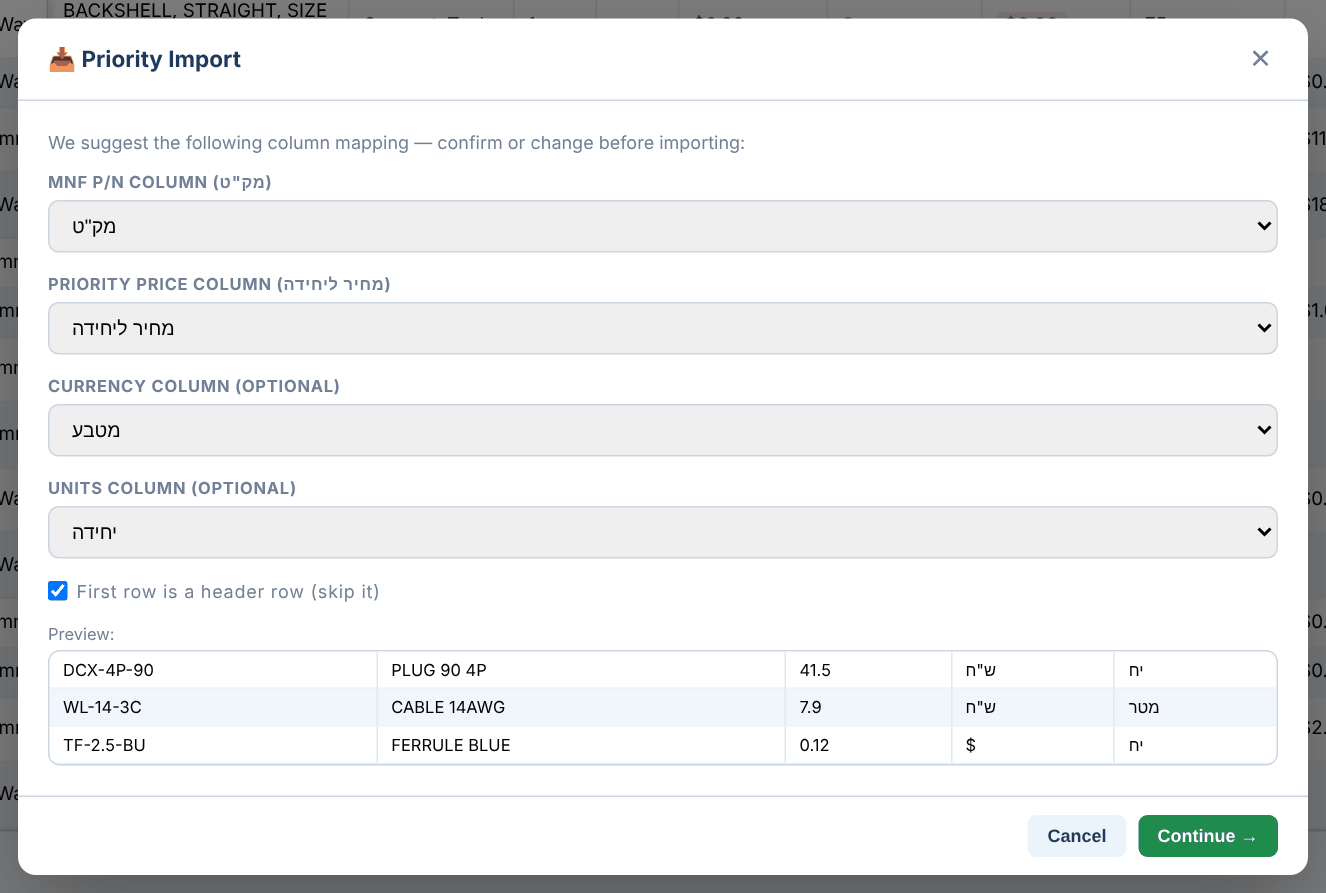 BACKSHELL, STRAIGHT, SIZE
📥 Priority Import
✕
We suggest the following column mapping — confirm or change before importing:
MNF P/N COLUMN (מק"ט)
מק"ט
PRIORITY PRICE COLUMN (מחיר ליחידה)
מחיר ליחידה
CURRENCY COLUMN (OPTIONAL)
מטבע
UNITS COLUMN (OPTIONAL)
יחידה
First row is a header row (skip it)
Preview:
DCX-4P-90 PLUG 90 4P 41.5 ש"ח יח
WL-14-3C CABLE 14AWG 7.9 ש"ח מטר
TF-2.5-BU FERRULE BLUE 0.12 $ יח
Cancel Continue →